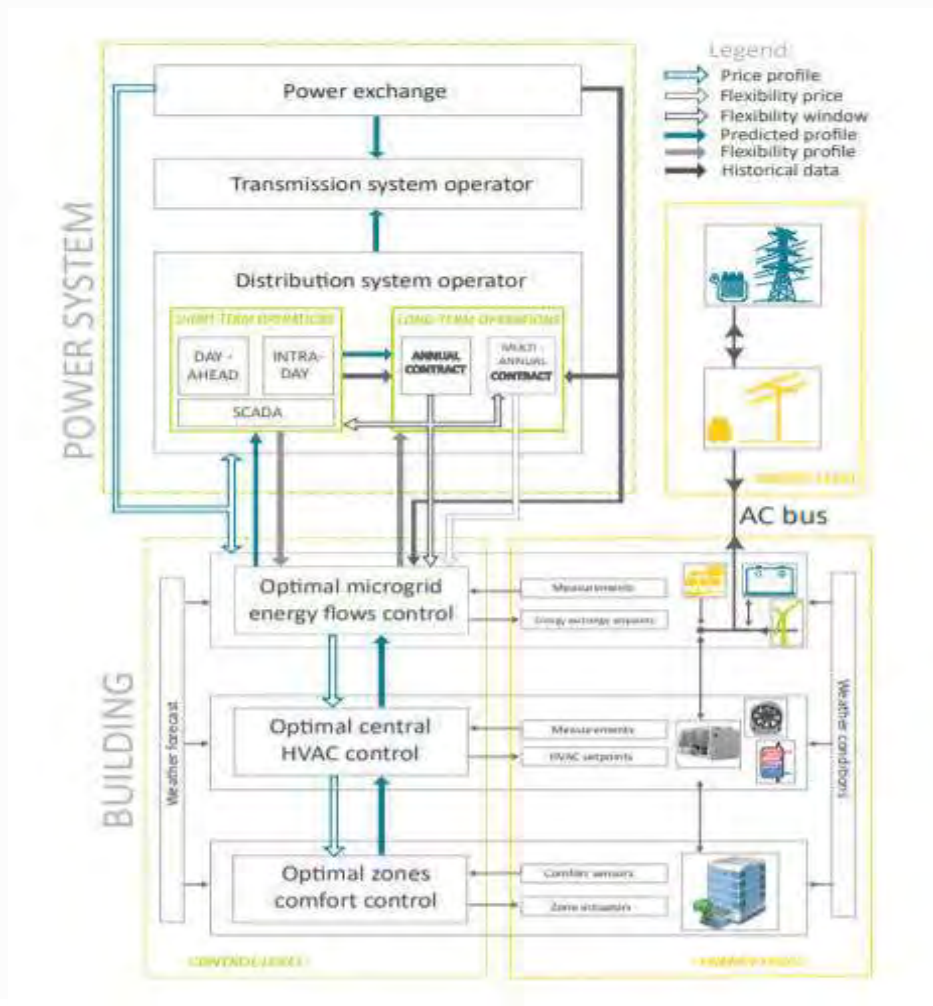 Legend:
Price profile
Flexibility price
Flexibility window
Predicted profile
Flexibility profile
Historical data
POWER SYSTEM
Power exchange
Transmission system operator
Distribution system operator
SHORT-TERM OPERATIONS
LONG-TERM OPERATIONS
DAY -
AHEAD
INTRA-
DAY
SCADA
ANNUAL
CONTRACT
MULTI -
ANNUAL
CONTRACT
AC bus
BUILDING
Weather forecast
Optimal microgrid
energy flows control
Measurements
Energy exchange setpoints
Optimal central
HVAC control
Measurements
HVAC setpoints
Optimal zones
comfort control
Comfort sensors
Zone actuators
Weather conditions
CONTROL LEVEL